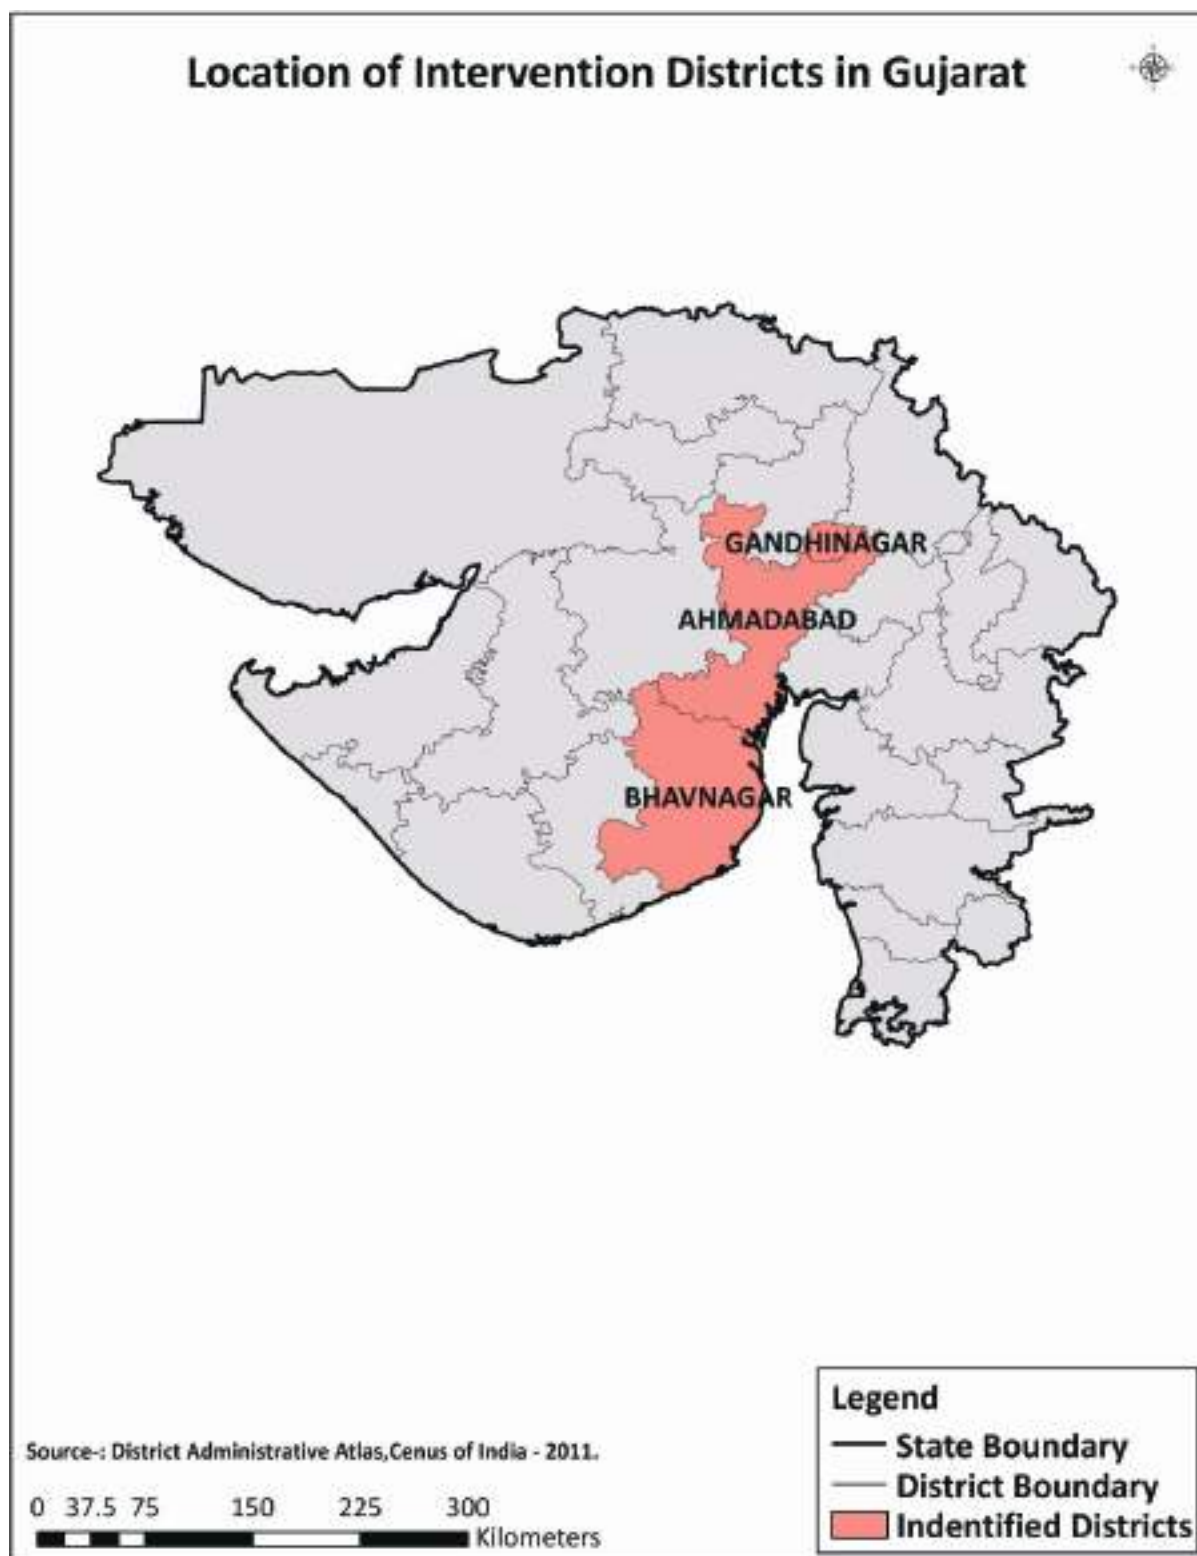 Location of Intervention Districts in Gujarat
GANDHINAGAR
AHMADABAD
BHAVNAGAR
Legend
State Boundary
District Boundary
Indentified Districts
Source-: District Administrative Atlas,Cenus of India - 2011.
0 37.5 75 150 225 300
Kilometers